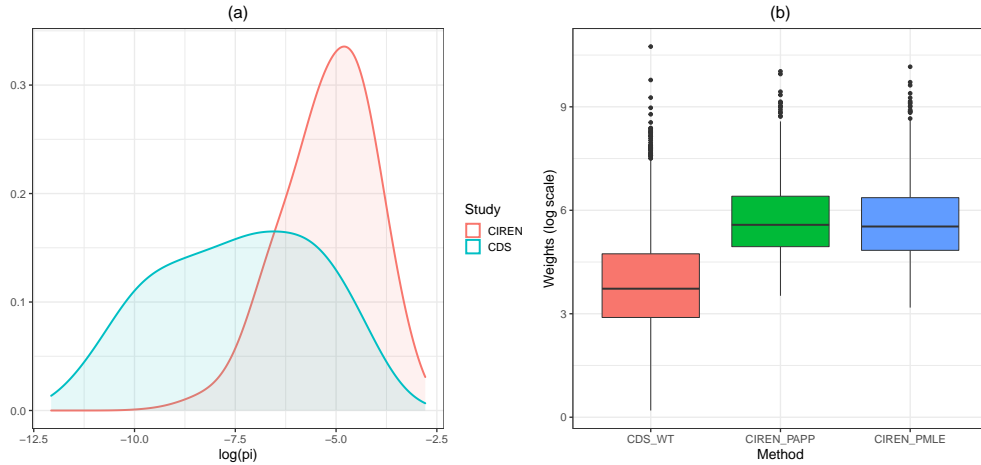 (a)
0.3
0.2
0.1
0.0
−12.5 −10.0 −7.5 −5.0 −2.5
log(pi)
Study
CIREN
CDS
(b)
Weights (log scale)
9
6
3
0
CDS_WT CIREN_PAPP CIREN_PMLE
Method